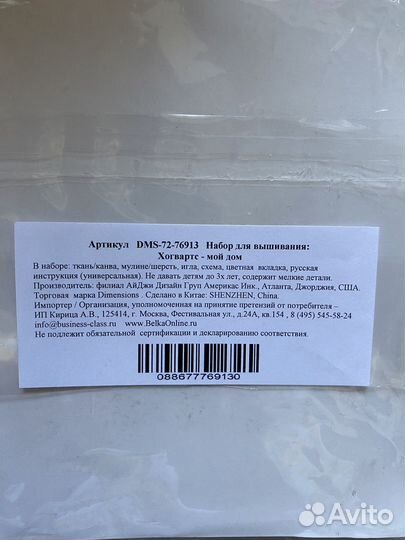 Артикул DMS-72-76913 Набор для вышивания:
Хогвартс - мой дом
В наборе: ткань/канва, мулине/шерсть, игла, схема, цветная вкладка, русская
инструкция (универсальная). Не давать детям до 3х лет, содержит мелкие детали.
Производитель: филиал АйДжи Дизайн Груп Америкас Инк., Атланта, Джорджия, США.
Торговая марка Dimensions . Сделано в Китае: SHENZHEN, China.
Импортер / Организация, уполномоченная на принятие претензий от потребителя –
ИП Кирица А.В., 125414, г. Москва, Фестивальная ул., д.24А, кв.154 , 8 (495) 545-58-24
info@business-class.ru www.BelkaOnline.ru
Не подлежит обязательной сертификации и декларированию соответствия.
088677769130
Avito